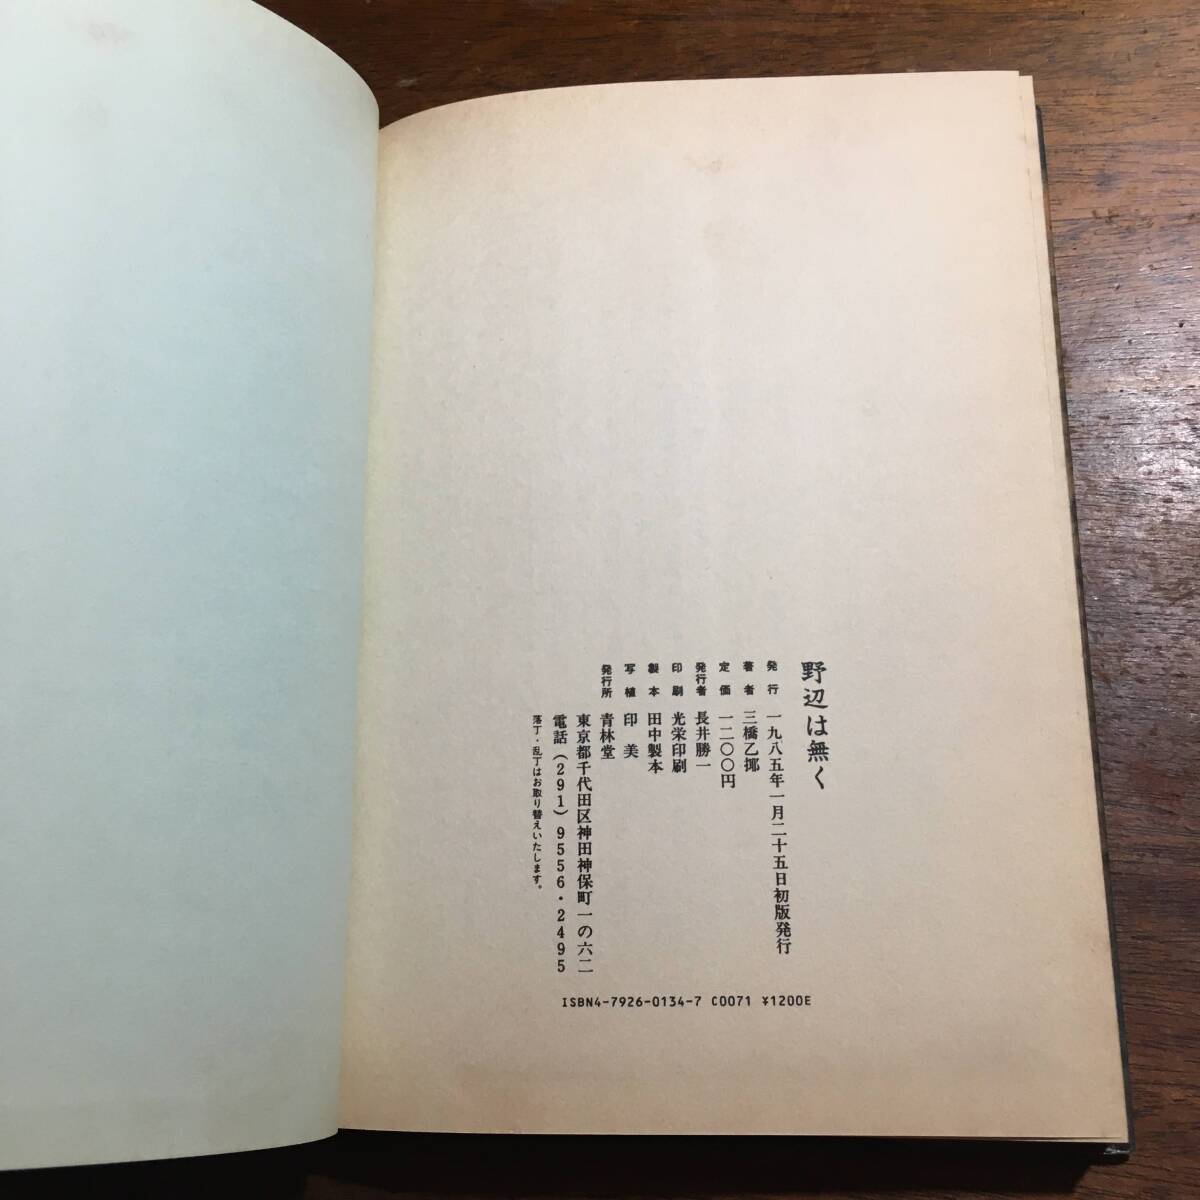 野辺は無く
発行 一九八五年一月二十五日初版発行
著者 三橋乙揶
定価 一二〇〇円
発行者 長井勝一
印刷 光栄印刷
製本 田中製本
写植 印美
発行所 青林堂
東京都千代田区神田神保町一の六二
電話(291)9556・2495
落丁・乱丁はお取り替えいたします。
ISBN4-7926-0134-7 C0071 ¥1200E